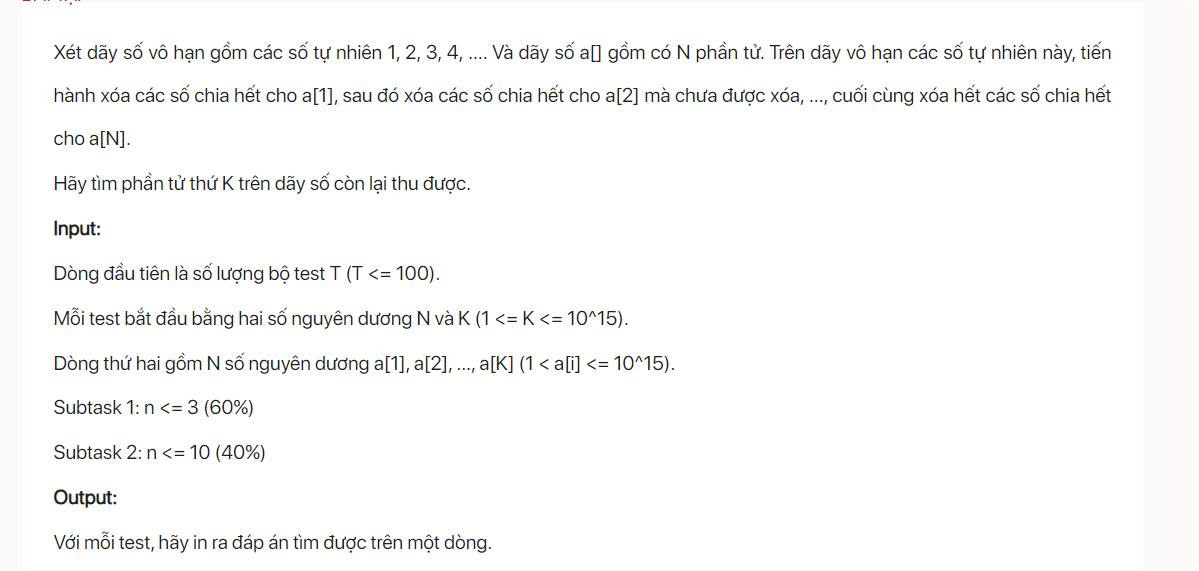 Xét dãy số vô hạn gồm các số tự nhiên 1, 2, 3, 4, .... Và dãy số a[] gồm có N phần tử. Trên dãy vô hạn các số tự nhiên này, tiến
hành xóa các số chia hết cho a[1], sau đó xóa các số chia hết cho a[2] mà chưa được xóa, ..., cuối cùng xóa hết các số chia hết
cho a[N].
Hãy tìm phần tử thứ K trên dãy số còn lại thu được.
Input:
Dòng đầu tiên là số lượng bộ test T (T <= 100).
Mỗi test bắt đầu bằng hai số nguyên dương N và K (1 <= K <= 10^15).
Dòng thứ hai gồm N số nguyên dương a[1], a[2], ..., a[K] (1 < a[i] <= 10^15).
Subtask 1: n <= 3 (60%)
Subtask 2: n <= 10 (40%)
Output:
Với mỗi test, hãy in ra đáp án tìm được trên một dòng.